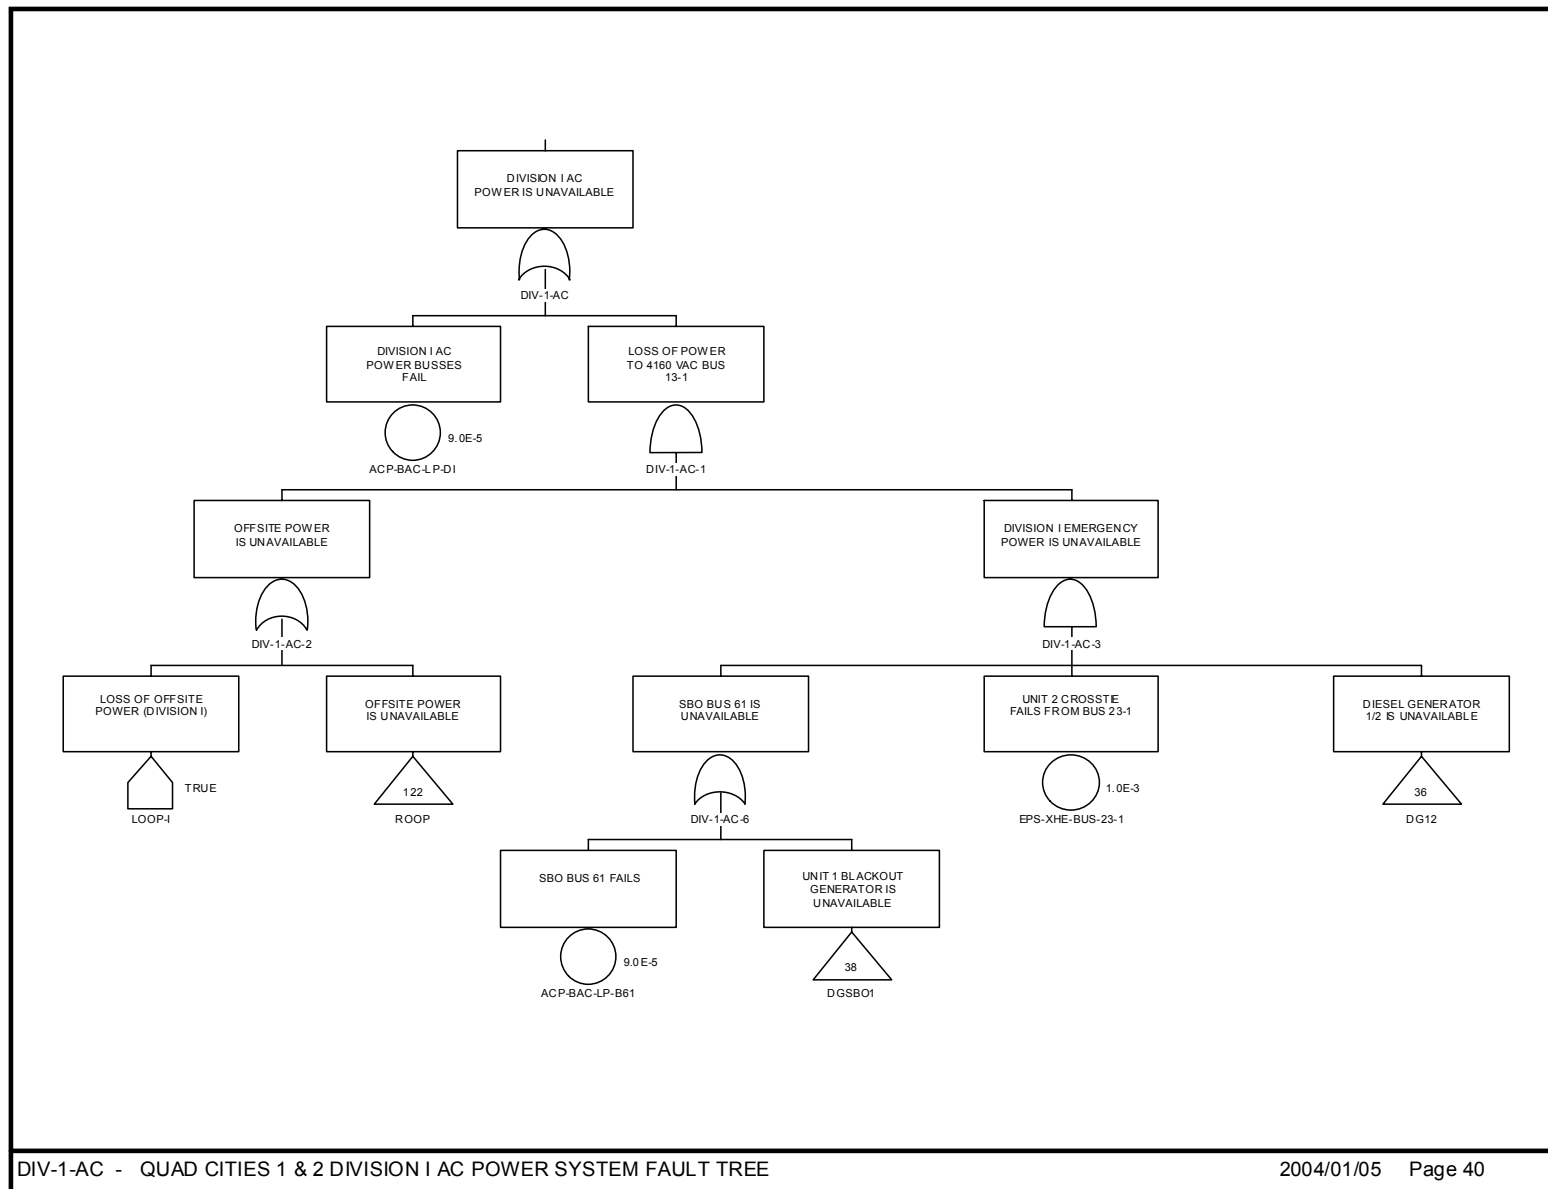 DIVISION I AC
POWER IS UNAVAILABLE
DIV-1-AC
DIVISION I AC
POWER BUSSES
FAIL
9.0E-5
ACP-BAC-LP-DI
LOSS OF POWER
TO 4160 VAC BUS
13-1
DIV-1-AC-1
OFFSITE POWER
IS UNAVAILABLE
DIV-1-AC-2
DIVISION I EMERGENCY
POWER IS UNAVAILABLE
DIV-1-AC-3
LOSS OF OFFSITE
POWER (DIVISION I)
TRUE
LOOP-I
OFFSITE POWER
IS UNAVAILABLE
122
ROOP
SBO BUS 61 IS
UNAVAILABLE
DIV-1-AC-6
UNIT 2 CROSSTIE
FAILS FROM BUS 23-1
1.0E-3
EPS-XHE-BUS-23-1
DIESEL GENERATOR
1/2 IS UNAVAILABLE
36
DG12
SBO BUS 61 FAILS
9.0E-5
ACP-BAC-LP-B61
UNIT 1 BLACKOUT
GENERATOR IS
UNAVAILABLE
38
DGSBO1
DIV-1-AC - QUAD CITIES 1 & 2 DIVISION I AC POWER SYSTEM FAULT TREE
2004/01/05 Page 40